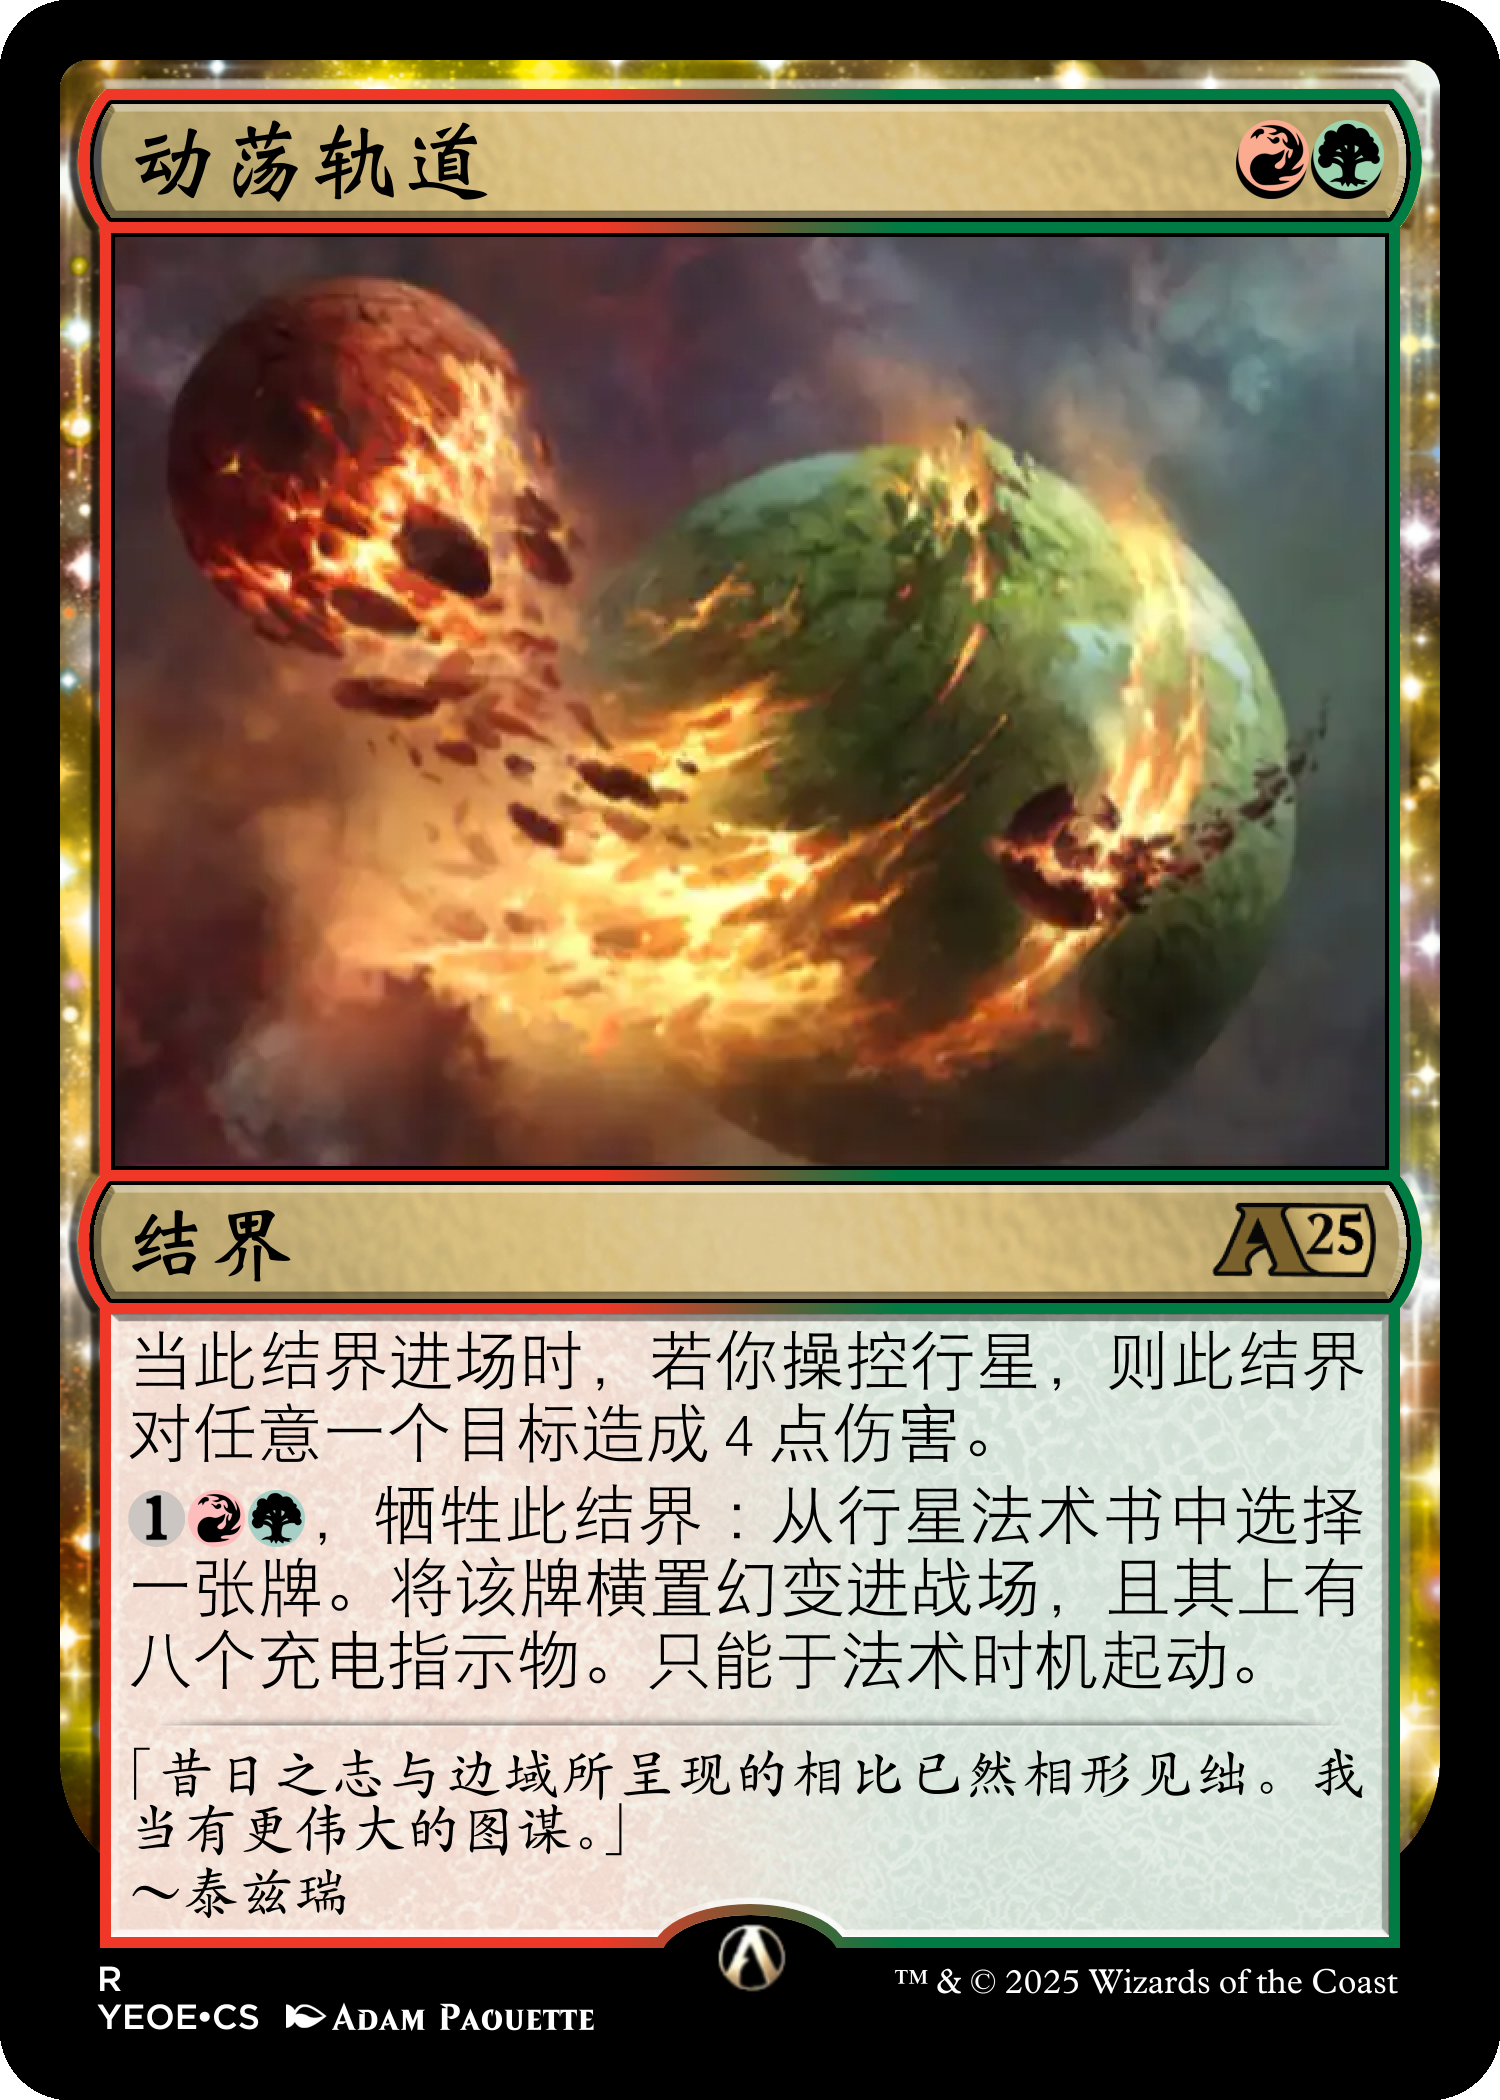 动荡轨道
结界
A25
当此结界进场时，若你操控行星，则此结界
对任意一个目标造成 4 点伤害。
1，牺牲此结界：从行星法术书中选择
一张牌。将该牌横置幻变进战场，且其上有
八个充电指示物。只能于法术时机起动。
「昔日之志与边域所呈现的相比已然相形见绌。我
当有更伟大的图谋。」
～泰兹瑞
R
™ & © 2025 Wizards of the Coast
YEOE•CS ADAM PAQUETTE